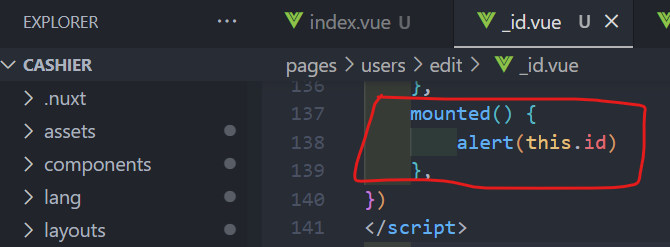 EXPLORER
index.vue U
_id.vue U
CASHIER
pages > users > edit > _id.vue
.nuxt
assets
components
lang
layouts
136 },
137 mounted() {
138 alert(this.id)
139 },
140 })
141 </script>